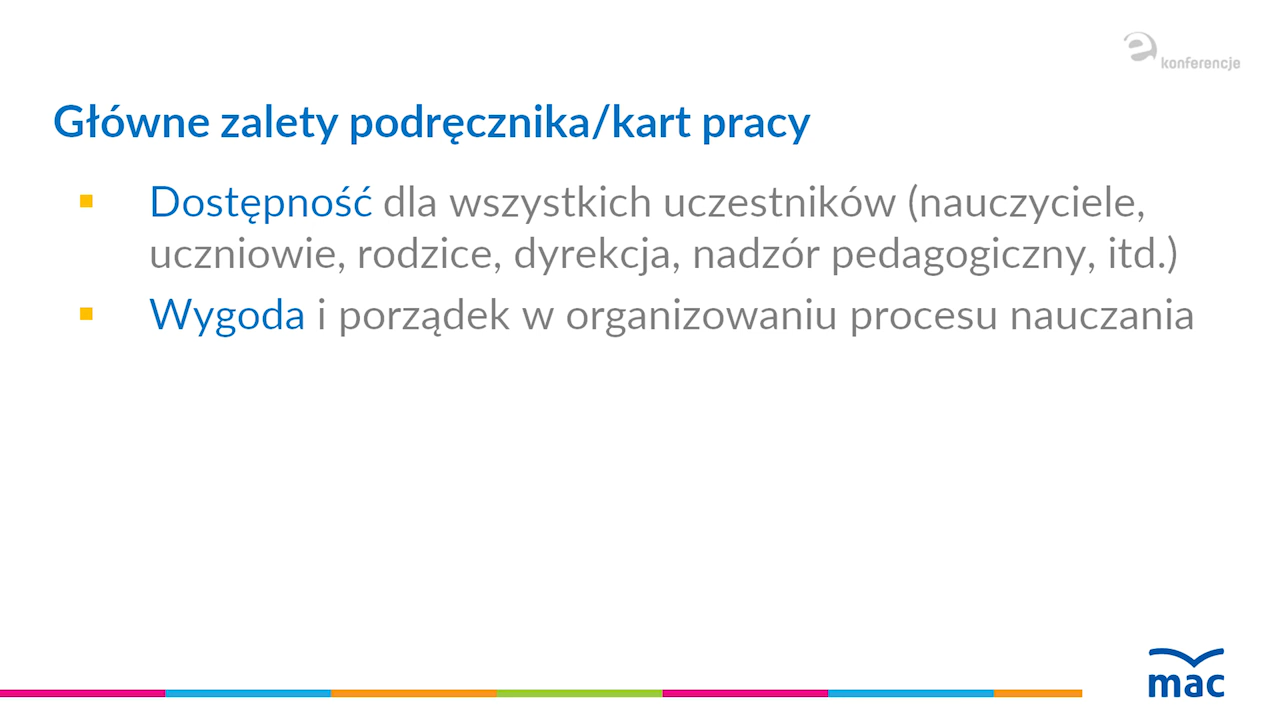 e konferencje
Główne zalety podręcznika/kart pracy
Dostępność dla wszystkich uczestników (nauczyciele,
uczniowie, rodzice, dyrekcja, nadzór pedagogiczny, itd.)
Wygoda i porządek w organizowaniu procesu nauczania
mac